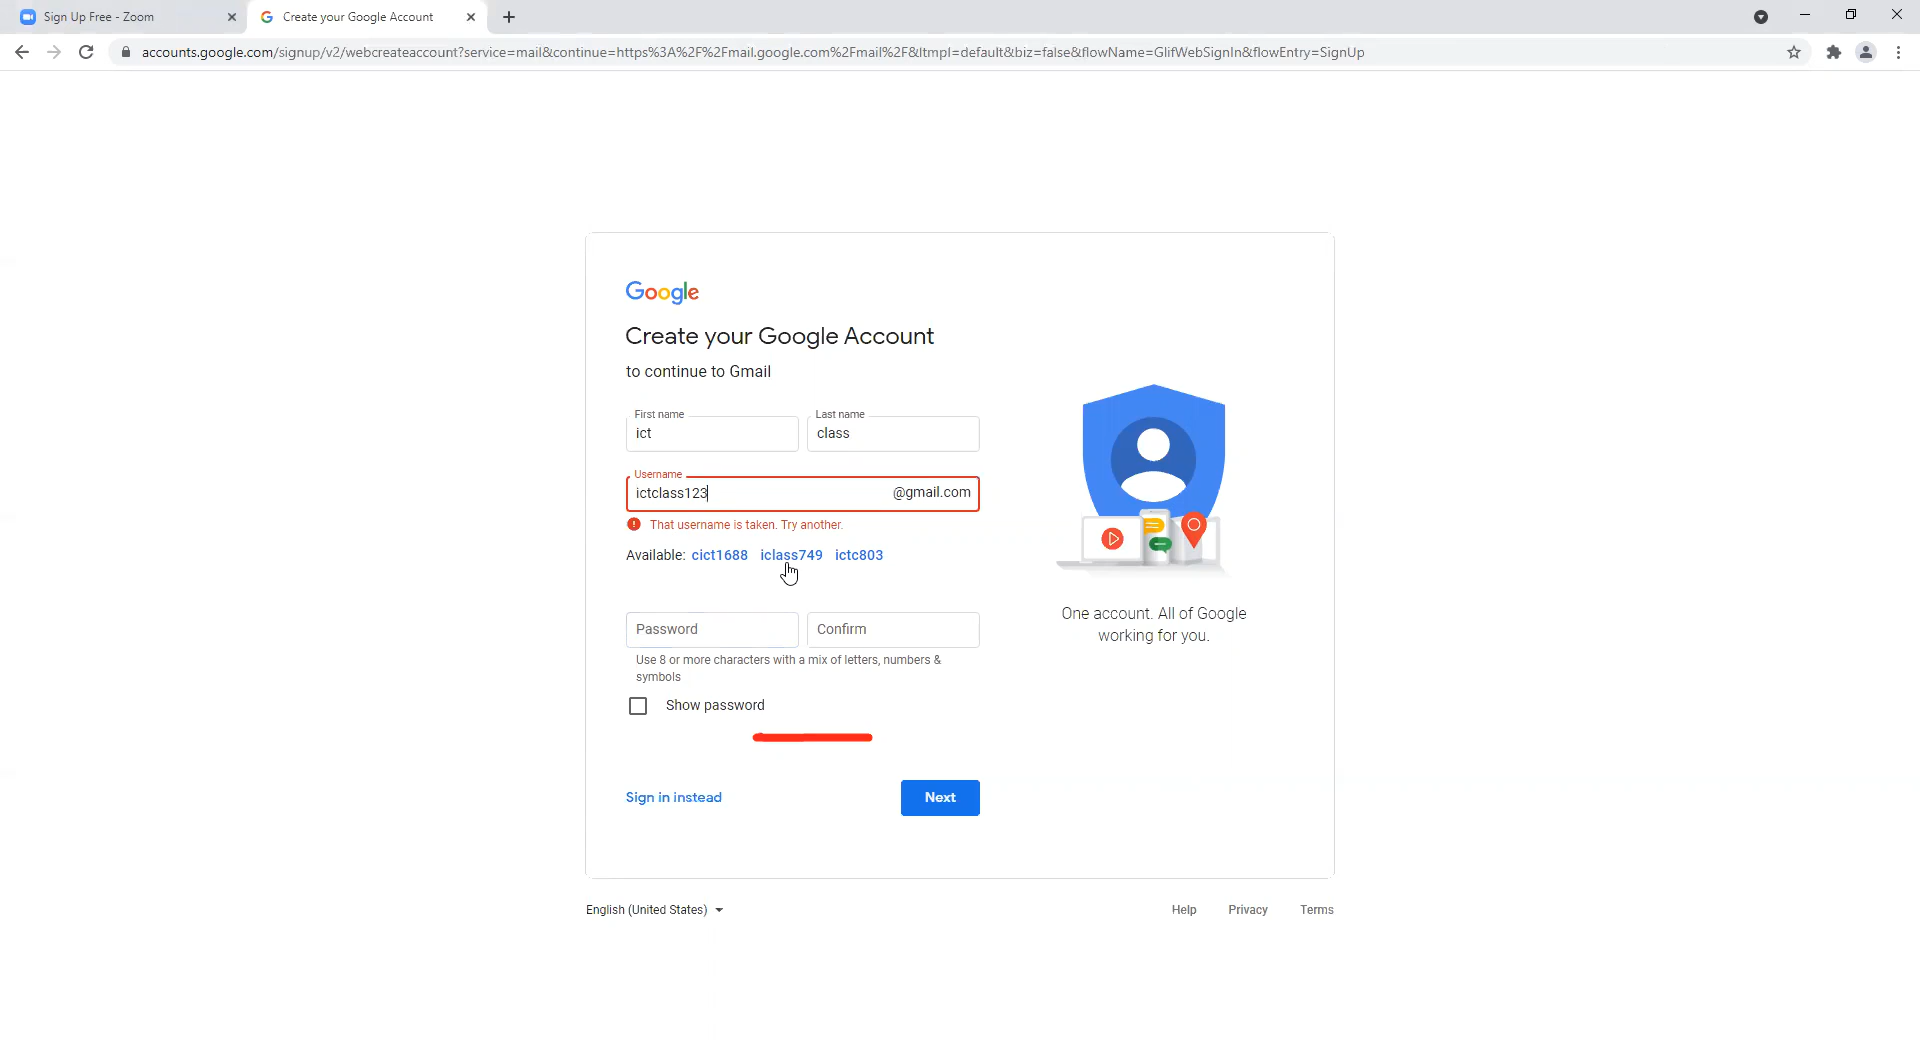 Sign Up Free - Zoom
Create your Google Account
accounts.google.com/signup/v2/webcreateaccount?service=mail&continue=https%3A%2F%2Fmail.google.com%2Fmail%2F&ltmpl=default&biz=false&flowName=GlifWebSignIn&flowEntry=SignUp
Google
Create your Google Account
to continue to Gmail
First name
Last name
ict
class
Username
ictclass123
@gmail.com
That username is taken. Try another.
Available: cict1688 iclass749 ictc803
Password
Confirm
Use 8 or more characters with a mix of letters, numbers &
symbols
Show password
Sign in instead
Next
One account. All of Google
working for you.
English (United States)
Help
Privacy
Terms